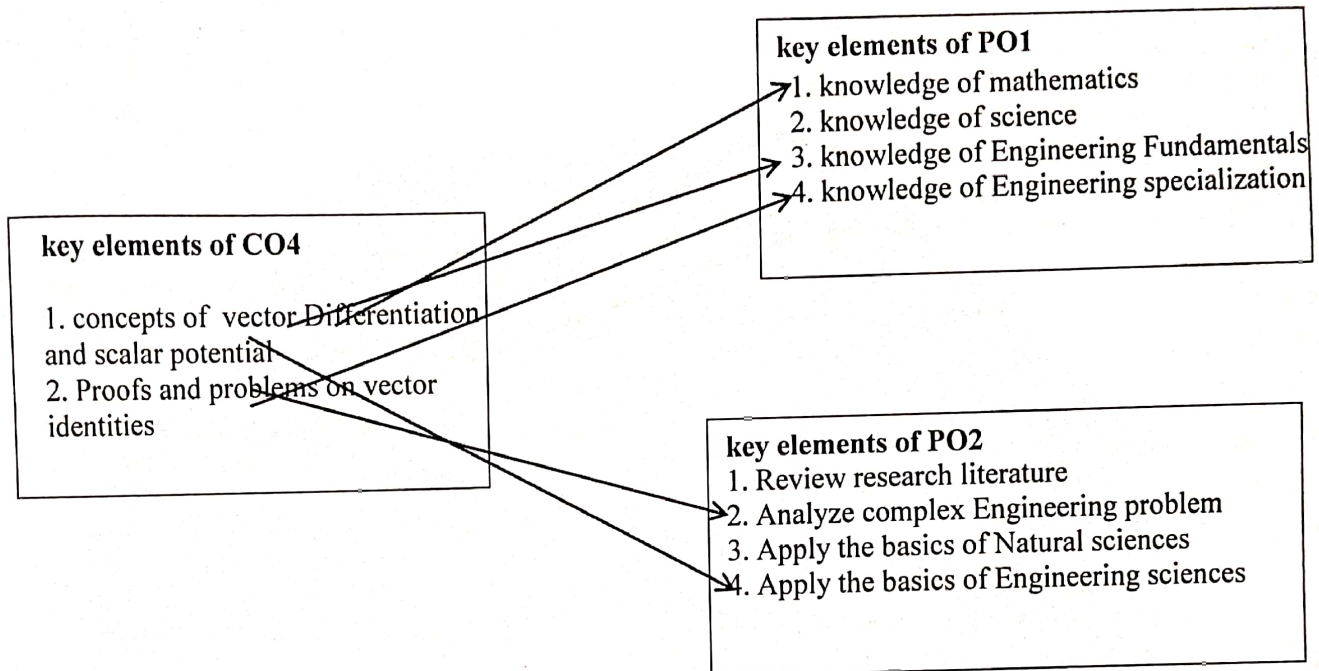 key elements of PO1
1. knowledge of mathematics
2. knowledge of science
3. knowledge of Engineering Fundamentals
4. knowledge of Engineering specialization
key elements of CO4
1. concepts of vector Differentiation
and scalar potential
2. Proofs and problems on vector
identities
key elements of PO2
1. Review research literature
2. Analyze complex Engineering problem
3. Apply the basics of Natural sciences
4. Apply the basics of Engineering sciences